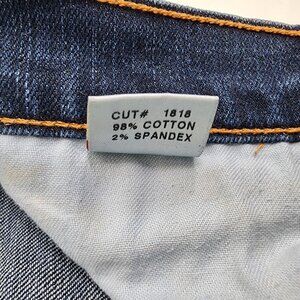 CUT# 1818
98% COTTON
2% SPANDEX